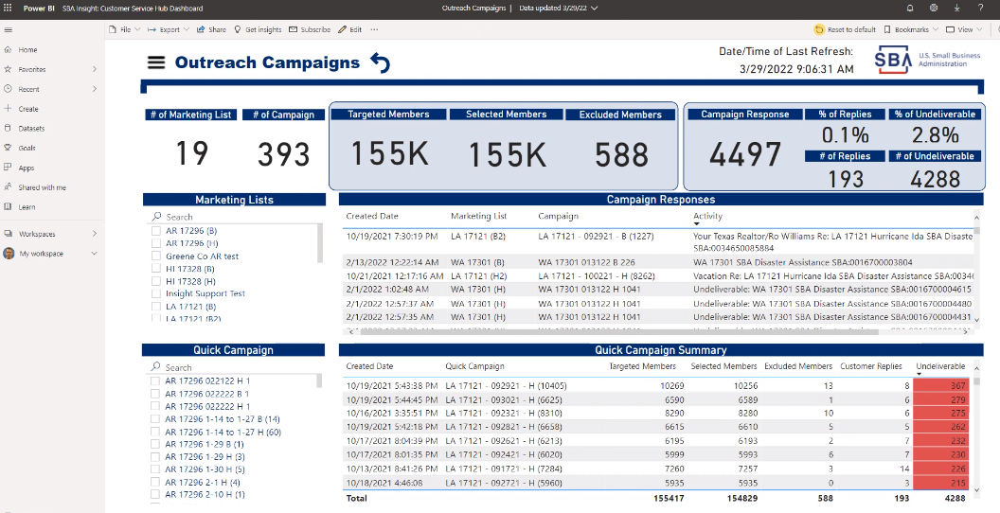 Power BI SBA Insight: Customer Service Hub Dashboard Outreach Campaigns | Data updated 3/29/22
File Export Share Get insights Subscribe Edit ... Reset to default Bookmarks View
Home
Favorites
Recent
Create
Datasets
Goals
Apps
Shared with me
Learn
Workspaces
My workspace
Outreach Campaigns
Date/Time of Last Refresh:
3/29/2022 9:06:31 AM
SBA U.S. Small Business
Administration
# of Marketing List # of Campaign Targeted Members Selected Members Excluded Members Campaign Response % of Replies % of Undeliverable
19 393 155K 155K 588 4497 0.1% 2.8%
# of Replies # of Undeliverable
193 4288
Marketing Lists
Search
AR 17296 (B)
AR 17296 (H)
Greene Co AR test
HI 17328 (B)
HI 17328 (H)
Insight Support Test
LA 17121 (B)
LA 17121 (B2)
Campaign Responses
Created Date Marketing List Campaign Activity
10/19/2021 7:30:19 PM LA 17121 (B2) LA 17121 - 092921 - B (1227) Your Texas Realtor/Ro Williams Re: LA 17121 Hurricane Ida SBA Disaste
SBA:0034650085884
2/13/2022 12:22:14 AM WA 17301 (B) WA 17301 013122 B 226 WA 17301 SBA Disaster Assistance SBA:0016700003804
10/21/2021 12:17:16 AM LA 17121 (H2) LA 17121 - 100221 - H (8262) Vacation Re: LA 17121 Hurricane Ida SBA Disaster Assistance SBA:0034
2/1/2022 1:02:48 AM WA 17301 (H) WA 17301 013122 H 1041 Undeliverable: WA 17301 SBA Disaster Assistance SBA:0016700004615
2/1/2022 12:57:37 AM WA 17301 (H) WA 17301 013122 H 1041 Undeliverable: WA 17301 SBA Disaster Assistance SBA:0016700004480
2/1/2022 12:57:35 AM WA 17301 (H) WA 17301 013122 H 1041 Undeliverable: WA 17301 SBA Disaster Assistance SBA:0016700004431
Quick Campaign
Search
AR 17296 022122 H 1
AR 17296 022222 B 1
AR 17296 022222 H 1
AR 17296 1-14 to 1-27 B (14)
AR 17296 1-14 to 1-27 H (60)
AR 17296 1-29 B (1)
AR 17296 1-29 H (3)
AR 17296 1-30 H (5)
AR 17296 2-1 H (4)
AR 17296 2-10 H (1)
Quick Campaign Summary
Created Date Quick Campaign Targeted Members Selected Members Excluded Members Customer Replies Undeliverable
10/19/2021 5:43:38 PM LA 17121 - 092921 - H (10405) 10269 10256 13 8 367
10/19/2021 5:44:45 PM LA 17121 - 093021 - H (6625) 6590 6589 1 6 279
10/16/2021 3:35:51 PM LA 17121 - 092321 - H (8310) 8290 8280 10 6 275
10/19/2021 5:42:18 PM LA 17121 - 092821 - H (6658) 6615 6610 5 5 262
10/17/2021 8:04:39 PM LA 17121 - 092621 - H (6213) 6195 6193 2 7 232
10/17/2021 8:01:35 PM LA 17121 - 092421 - H (6020) 5999 5993 6 7 230
10/13/2021 8:41:26 PM LA 17121 - 091721 - H (7284) 7260 7257 3 14 226
10/18/2021 4:46:08 LA 17121 - 092721 - H (5960) 5935 5935 0 3 215
Total 155417 154829 588 193 4288